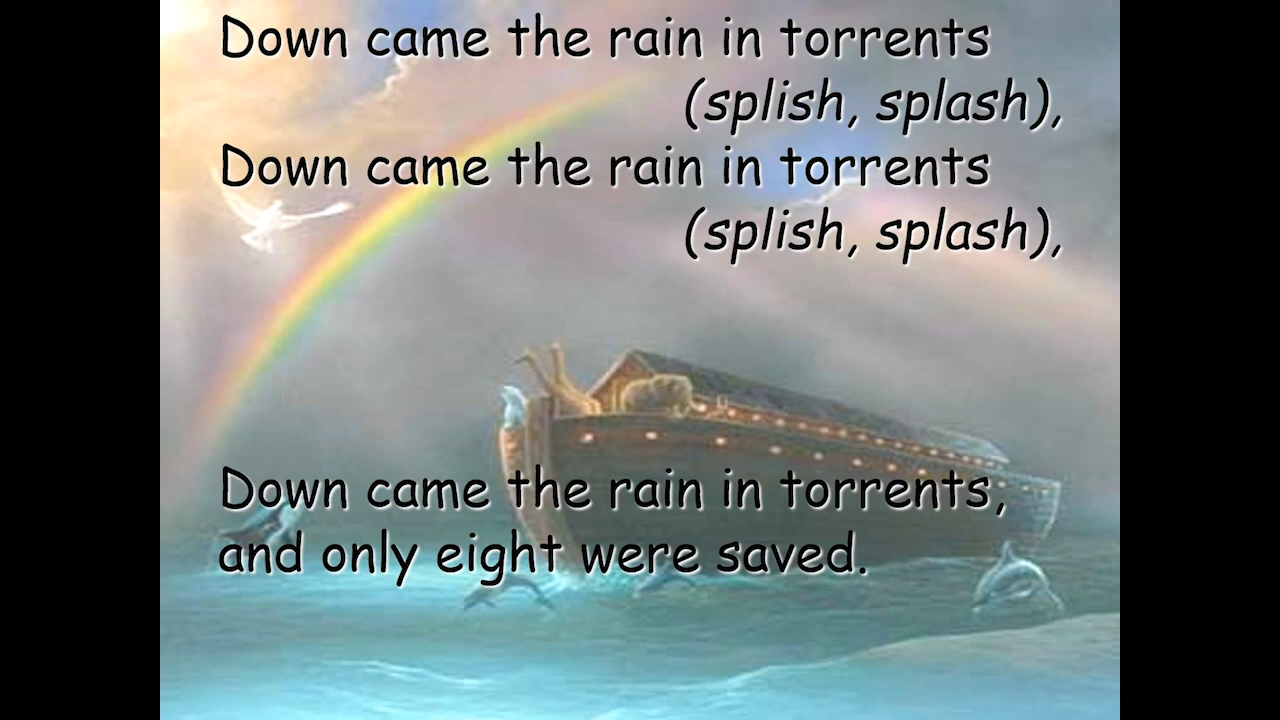 Down came the rain in torrents
(splish, splash),
Down came the rain in torrents
(splish, splash),
Down came the rain in torrents,
and only eight were saved.